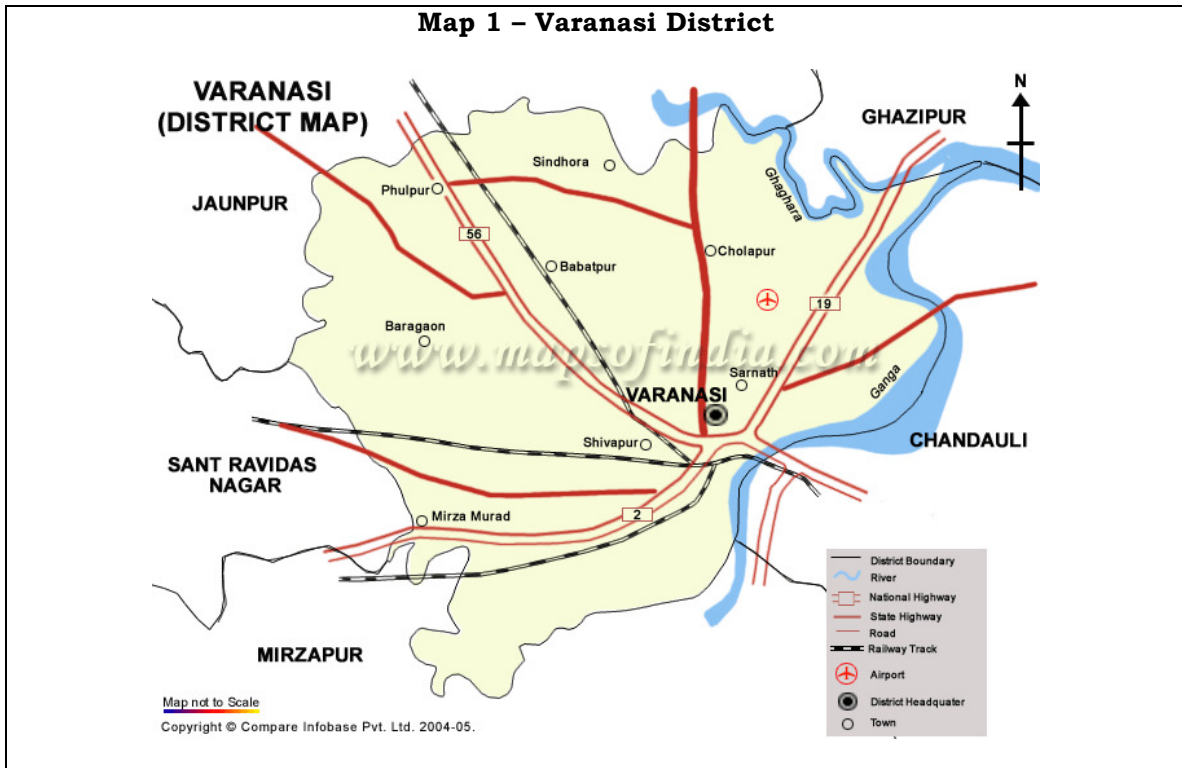 Map 1 – Varanasi District
VARANASI
(DISTRICT MAP)
N
GHAZIPUR
Sindhora
Phulpur
Ghaghara
JAUNPUR
56
Cholapur
Babatpur
19
Baragaon
www.mapsofindia.com
Sarnath
VARANASI
Ganga
Shivapur
CHANDAULI
SANT RAVIDAS
NAGAR
Mirza Murad
2
MIRZAPUR
District Boundary
River
National Highway
State Highway
Road
Railway Track
Airport
District Headquater
Town
Map not to Scale
Copyright © Compare Infobase Pvt. Ltd. 2004-05.